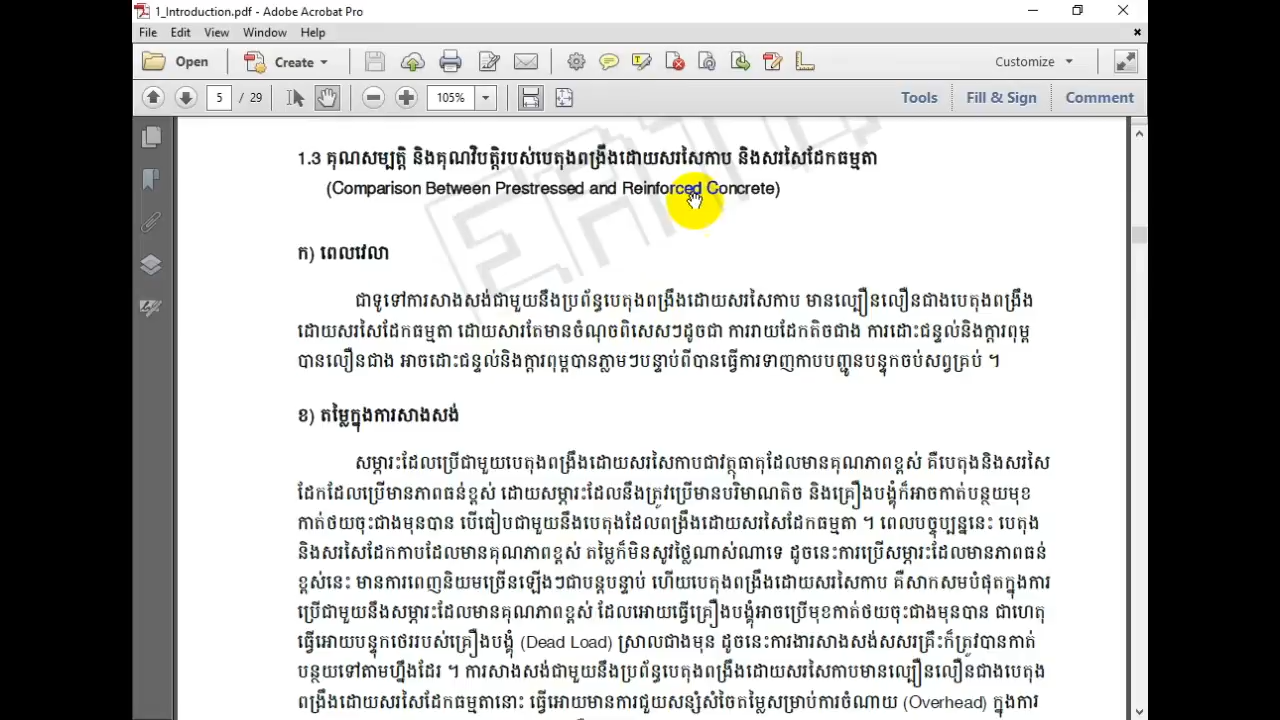 1_Introduction.pdf - Adobe Acrobat Pro
File Edit View Window Help
Open Create Customize
5 / 29 105% Tools Fill & Sign Comment
1.3 គុណសម្បត្តិ និងគុណវិបត្តិរបស់បេតុងពង្រឹងដោយសរសៃកាប និងសរសៃដែកធម្មតា
(Comparison Between Prestressed and Reinforced Concrete)
ក) ពេលវេលា
ជាទូទៅការសាងសង់ជាមួយនឹងប្រព័ន្ធបេតុងពង្រឹងដោយសរសៃកាប មានល្បឿនលឿនជាងបេតុងពង្រឹង
ដោយសរសៃដែកធម្មតា ដោយសារតែមានចំណុចពិសេសៗដូចជា ការរាយដែកតិចជាង ការដោះជន្ទល់និងក្តារពុម្ព
បានលឿនជាង អាចដោះជន្ទល់និងក្តារពុម្ពបានភ្លាមៗបន្ទាប់ពីបានធ្វើការទាញកាបបញ្ជូនបន្ទុកចប់សព្វគ្រប់ ។
ខ) តម្លៃក្នុងការសាងសង់
សម្ភារះដែលប្រើជាមួយបេតុងពង្រឹងដោយសរសៃកាបជាវត្ថុធាតុដែលមានគុណភាពខ្ពស់ គឺបេតុងនិងសរសៃ
ដែកដែលប្រើមានភាពធន់ខ្ពស់ ដោយសម្ភារះដែលនឹងត្រូវប្រើមានបរិមាណតិច និងគ្រឿងបង្គុំក៏អាចកាត់បន្ថយមុខ
កាត់ថយចុះជាងមុនបាន បើធៀបជាមួយនឹងបេតុងដែលពង្រឹងដោយសរសៃដែកធម្មតា ។ ពេលបច្ចុប្បន្ននេះ បេតុង
និងសរសៃដែកកាបដែលមានគុណភាពខ្ពស់ តម្លៃក៏មិនសូវថ្លៃណាស់ណាទេ ដូចនេះការប្រើសម្ភារះដែលមានភាពធន់
ខ្ពស់នេះ មានការពេញនិយមច្រើនឡើងៗជាបន្តបន្ទាប់ ហើយបេតុងពង្រឹងដោយសរសៃកាប គឺសាកសមបំផុតក្នុងការ
ប្រើជាមួយនឹងសម្ភារះដែលមានគុណភាពខ្ពស់ ដែលអោយធ្វើគ្រឿងបង្គុំអាចប្រើមុខកាត់ថយចុះជាងមុនបាន ជាហេតុ
ធ្វើអោយបន្ទុកថេររបស់គ្រឿងបង្គុំ (Dead Load) ស្រាលជាងមុន ដូចនេះការងារសាងសង់សសរគ្រឹះក៏ត្រូវបានកាត់
បន្ថយទៅតាមហ្នឹងដែរ ។ ការសាងសង់ជាមួយនឹងប្រព័ន្ធបេតុងពង្រឹងដោយសរសៃកាបមានល្បឿនលឿនជាងបេតុង
ពង្រឹងដោយសរសៃដែកធម្មតានោះ ធ្វើអោយមានការជួយសន្សំសំចៃតម្លៃសម្រាប់ការចំណាយ (Overhead) ក្នុងការ